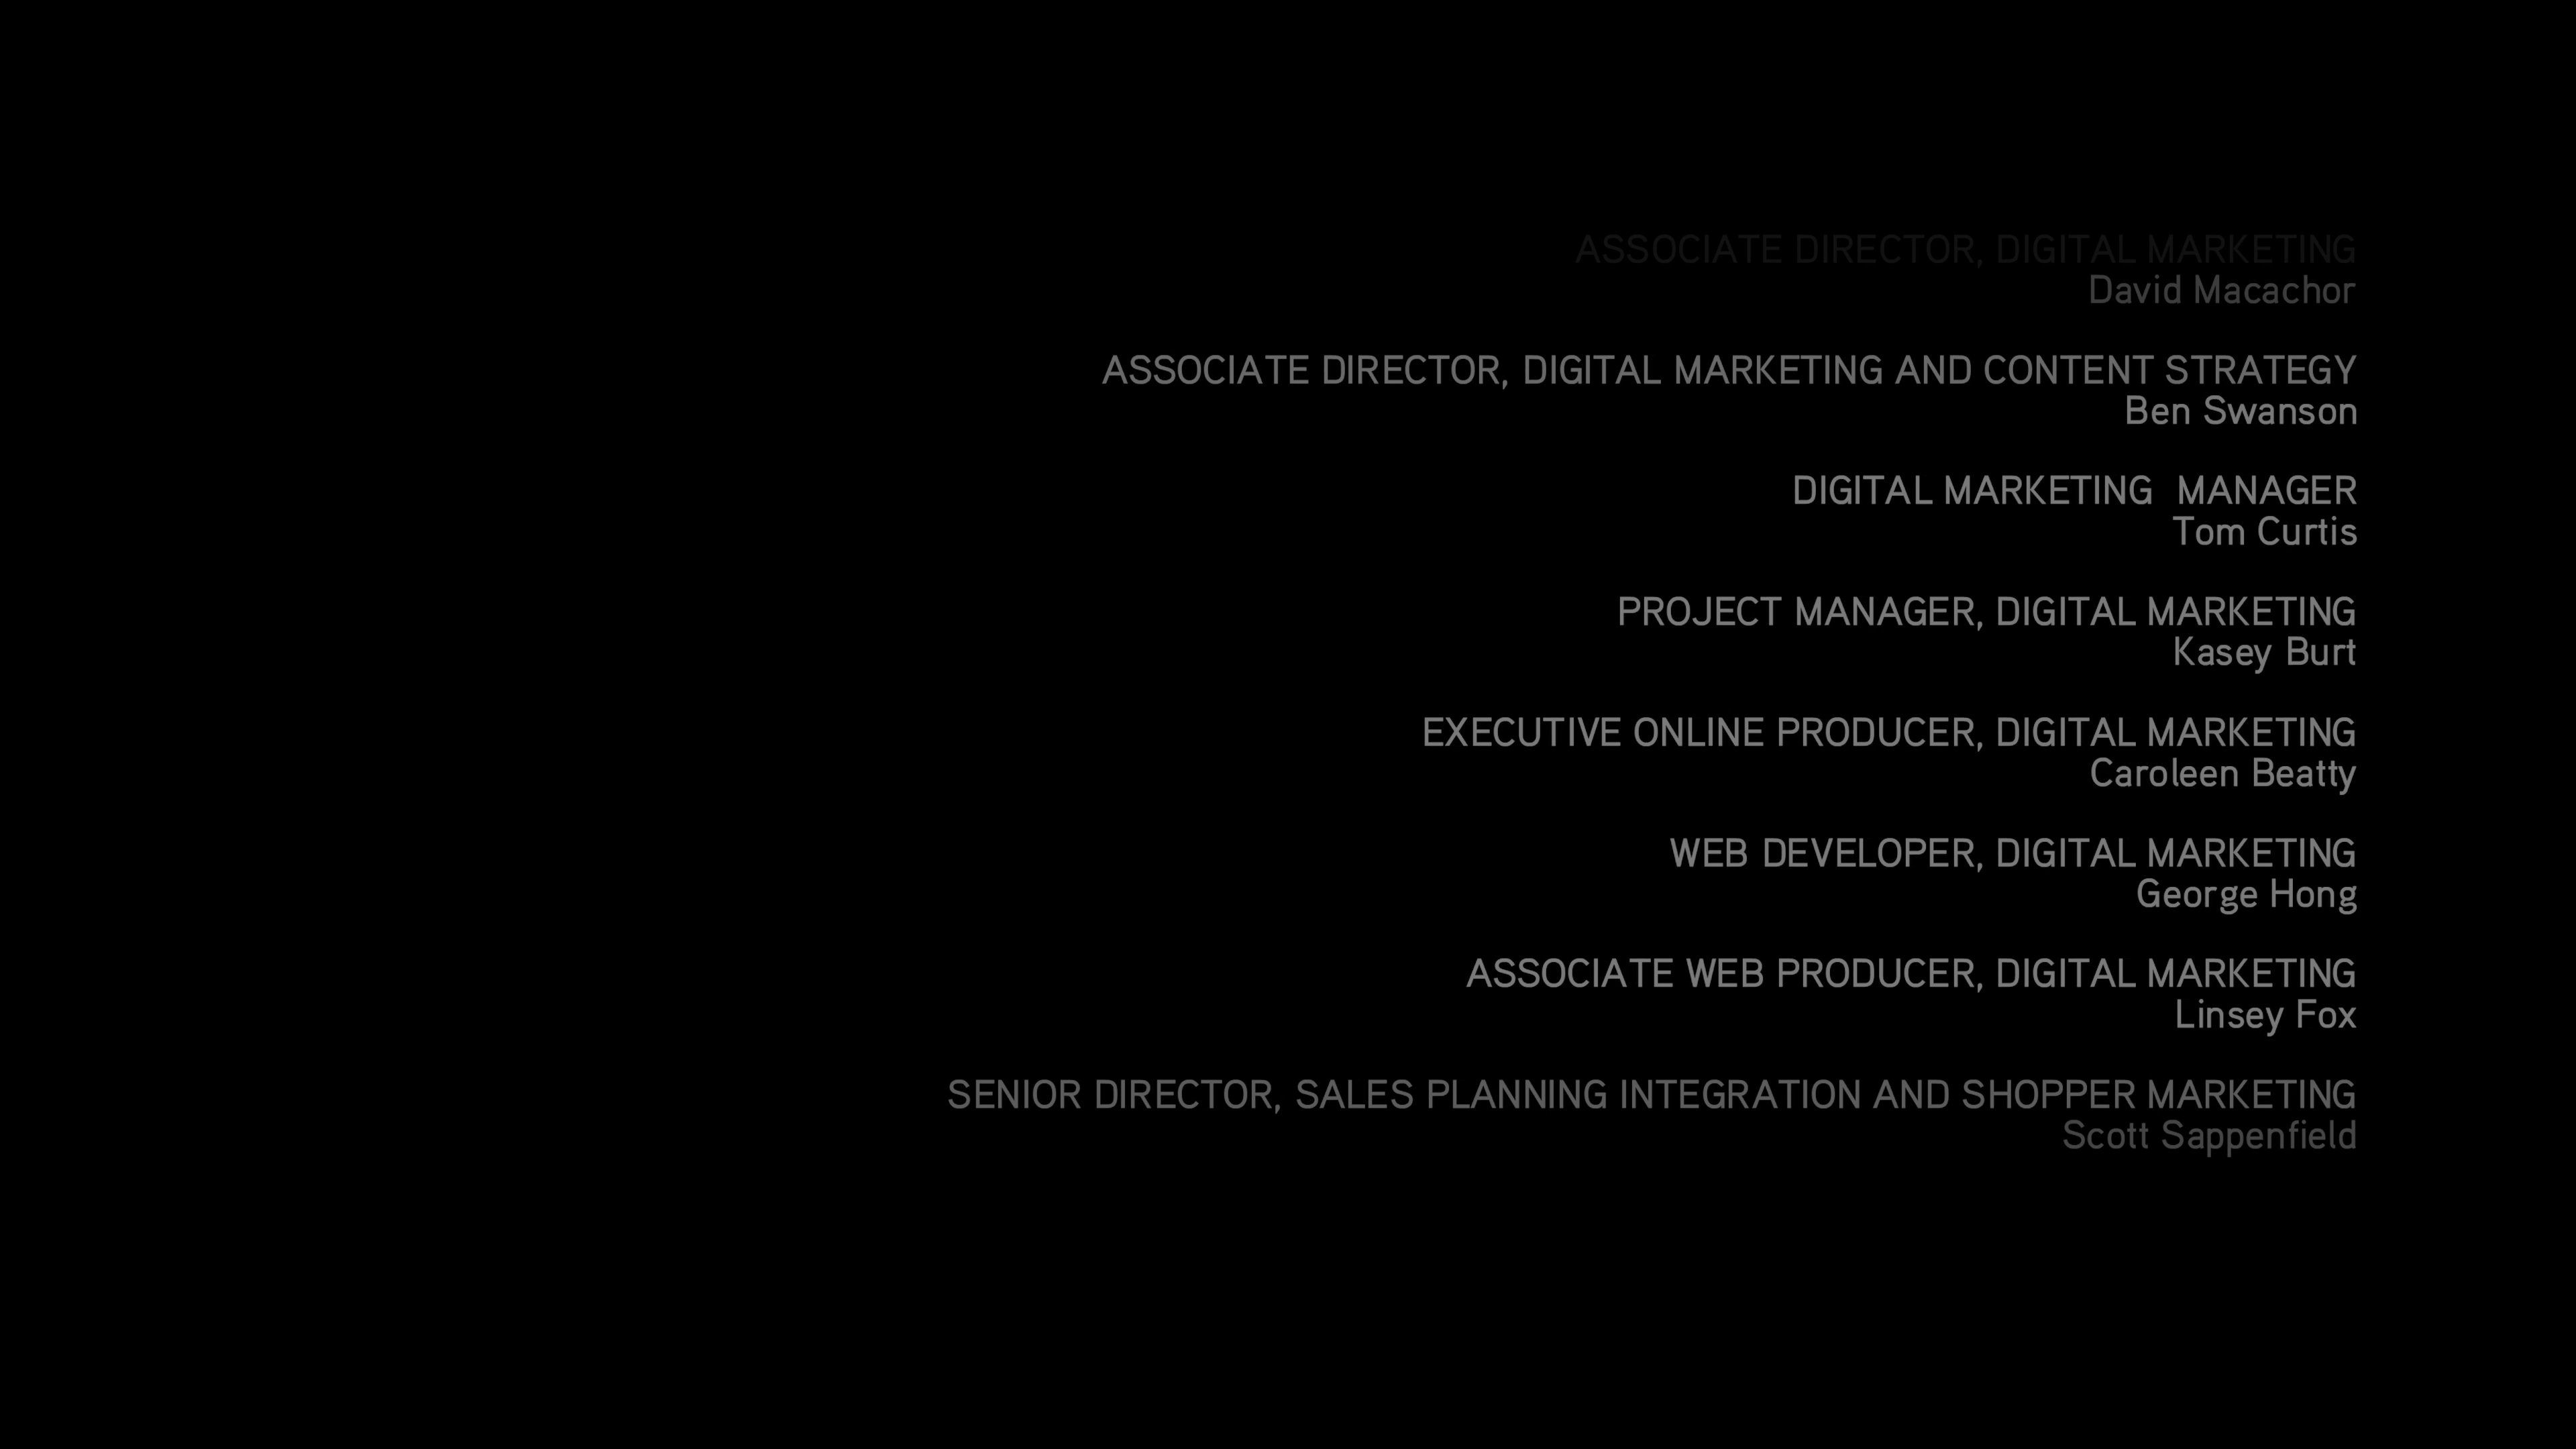 ASSOCIATE DIRECTOR, DIGITAL MARKETING
David Macachor
ASSOCIATE DIRECTOR, DIGITAL MARKETING AND CONTENT STRATEGY
Ben Swanson
DIGITAL MARKETING  MANAGER
Tom Curtis
PROJECT MANAGER, DIGITAL MARKETING
Kasey Burt
EXECUTIVE ONLINE PRODUCER, DIGITAL MARKETING
Caroleen Beatty
WEB DEVELOPER, DIGITAL MARKETING
George Hong
ASSOCIATE WEB PRODUCER, DIGITAL MARKETING
Linsey Fox
SENIOR DIRECTOR, SALES PLANNING INTEGRATION AND SHOPPER MARKETING
Scott Sappenfield